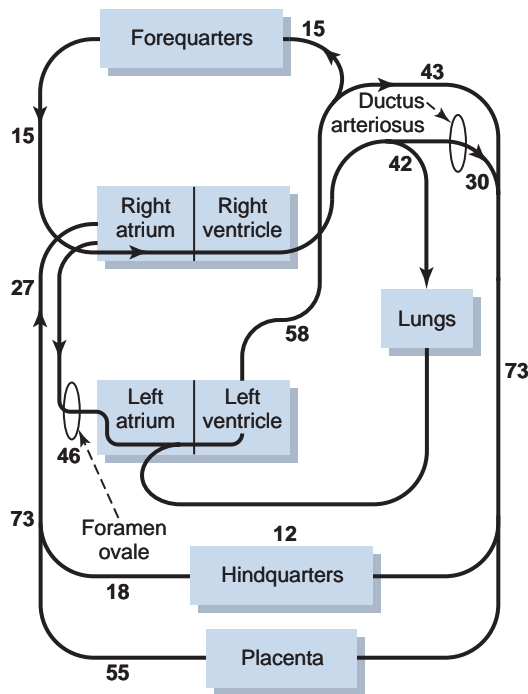 Forequarters
15
43
Ductus
arteriosus
15
42
30
Right
atrium
Right
ventricle
27
58
Lungs
73
Left
atrium
Left
ventricle
46
Foramen
ovale
73
12
Hindquarters
18
Placenta
55